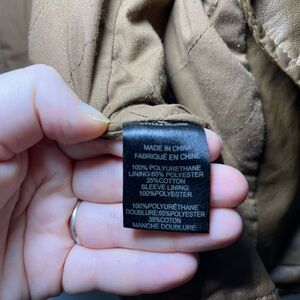 MADE IN CHINA
FABRIQUÉ EN CHINE
100% POLYURETHANE
LINING:65% POLYESTER
35%COTTON
SLEEVE LINING:
100%POLYESTER
100%POLYURÉTHANE
DOUBLURE:65%POLYESTER
35%COTON
MANCHE DOUBLURE: